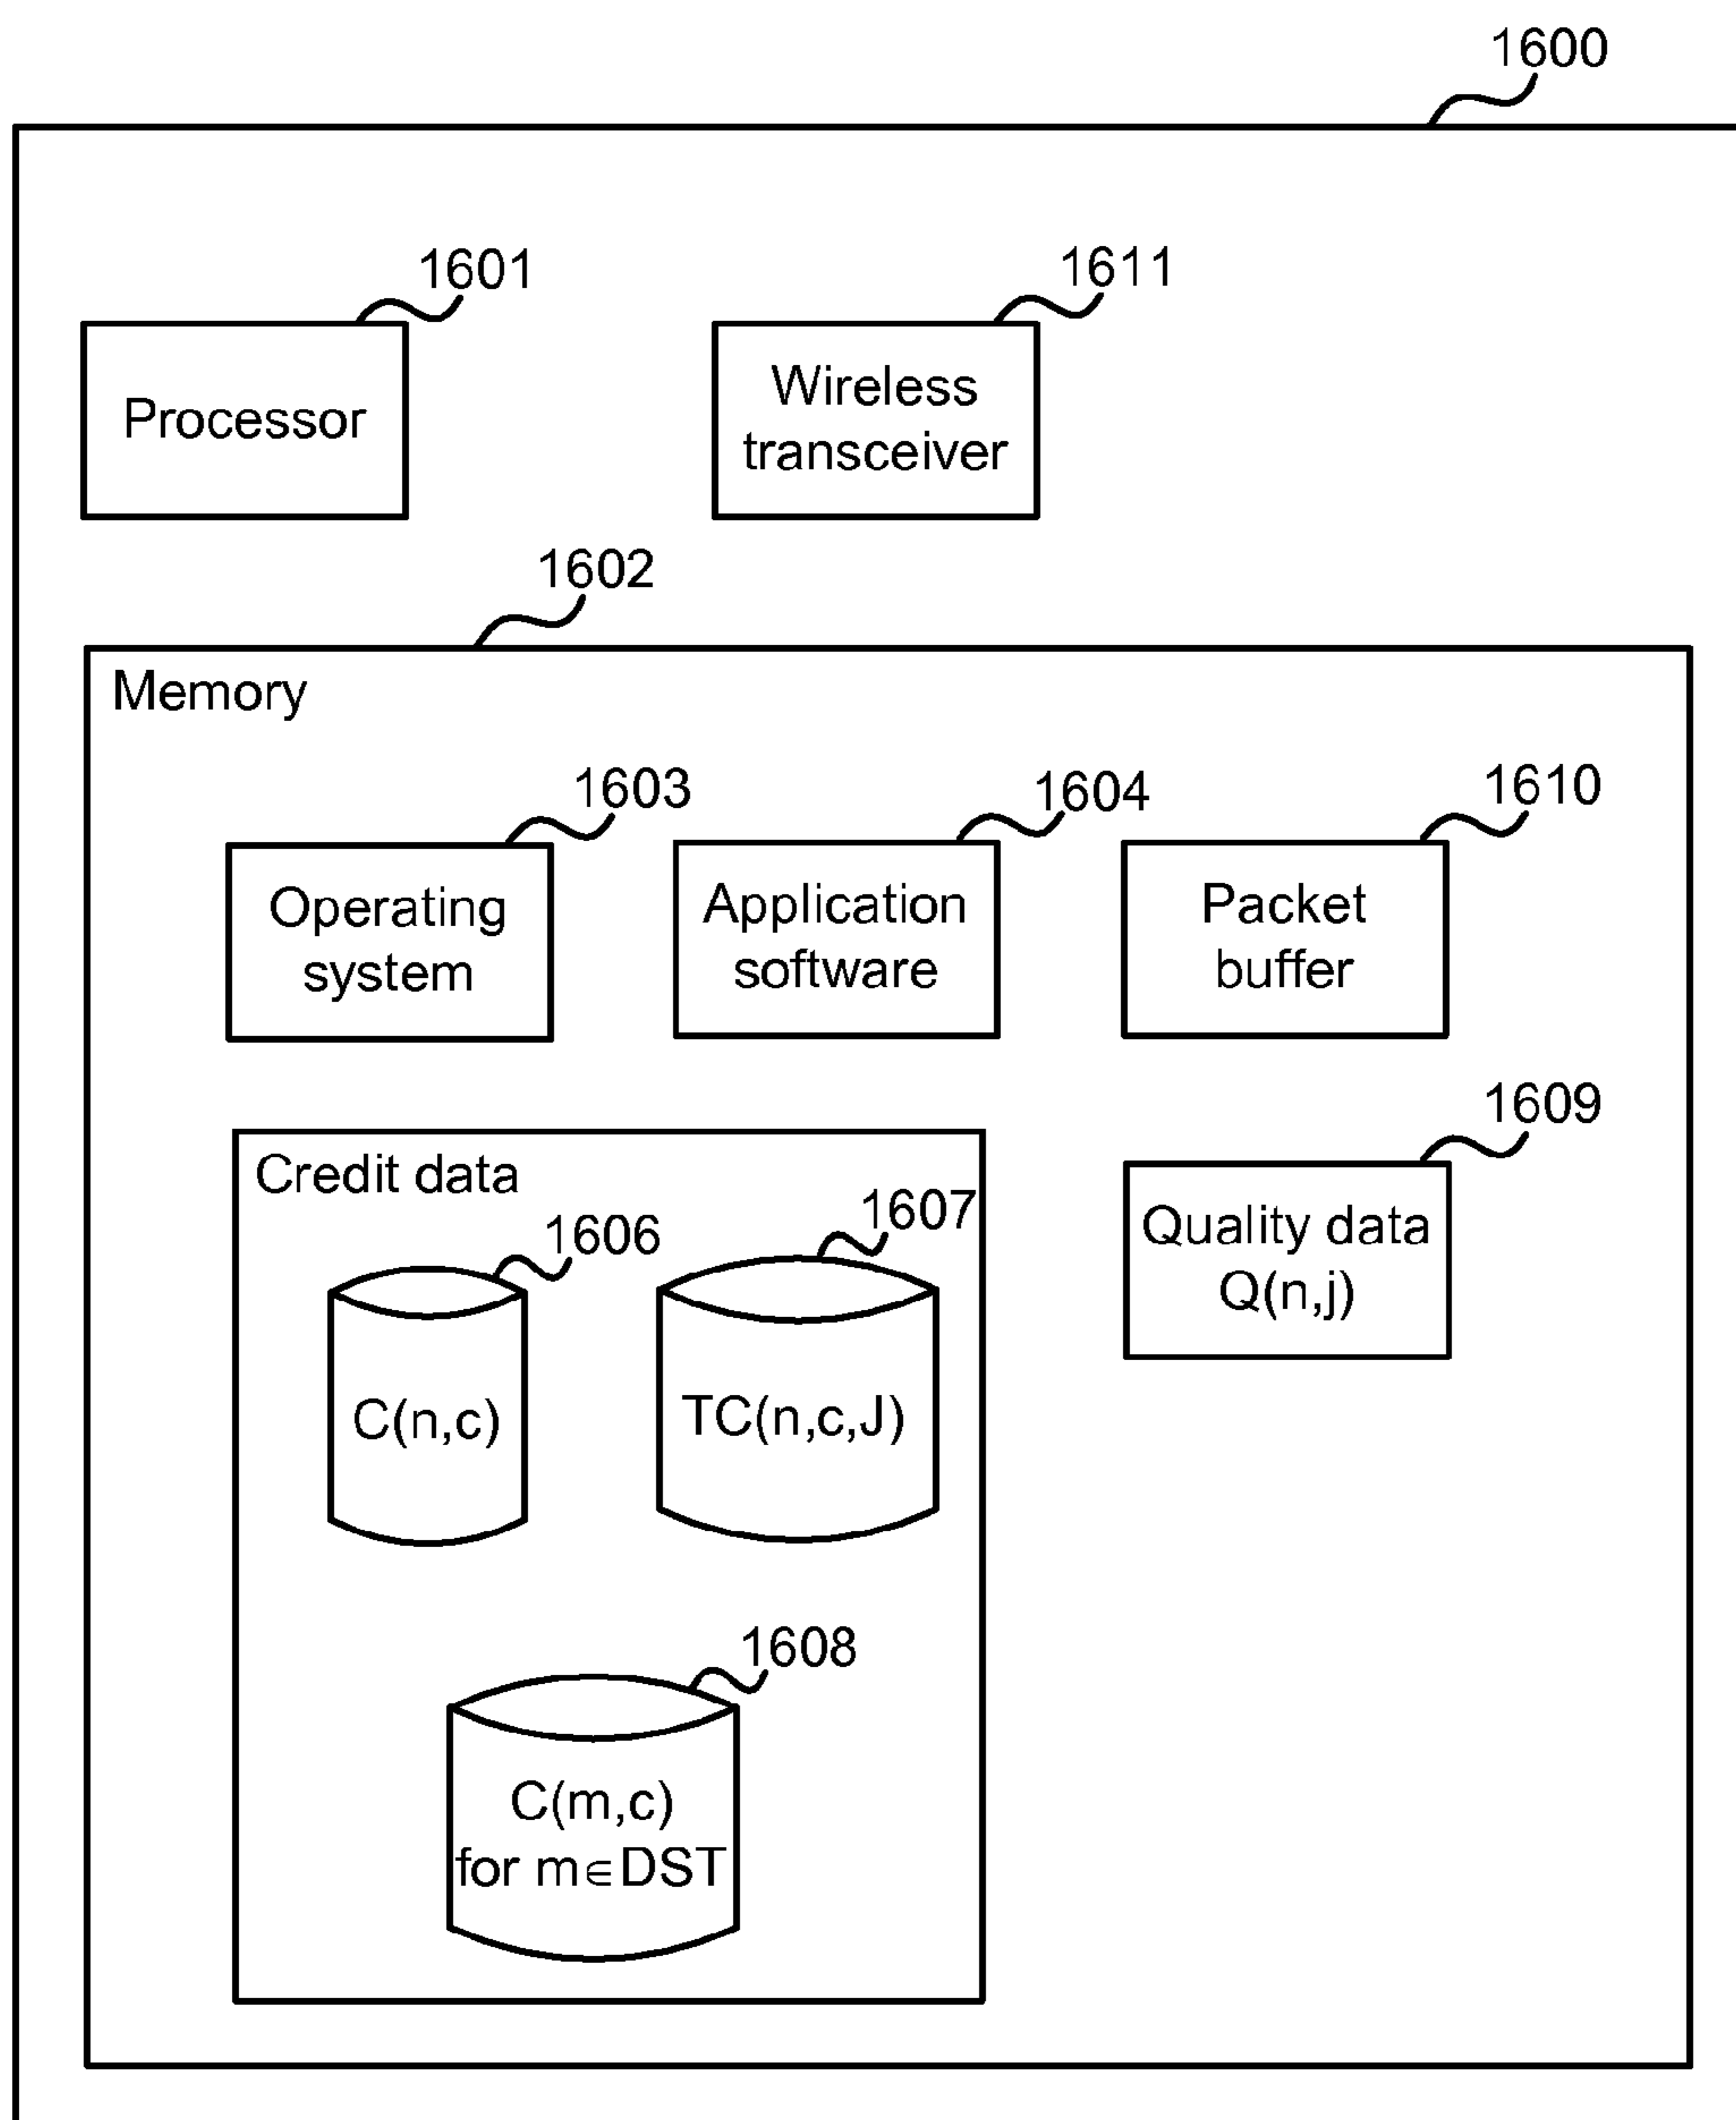 1600
1601
1611
Processor
Wireless
transceiver
1602
Memory
1603
1604
1610
Operating
system
Application
software
Packet
buffer
1609
Credit data
1606
1607
Quality data
Q(n,j)
C(n,c)
TC(n,c,J)
1608
C(m,c)
for m∈DST